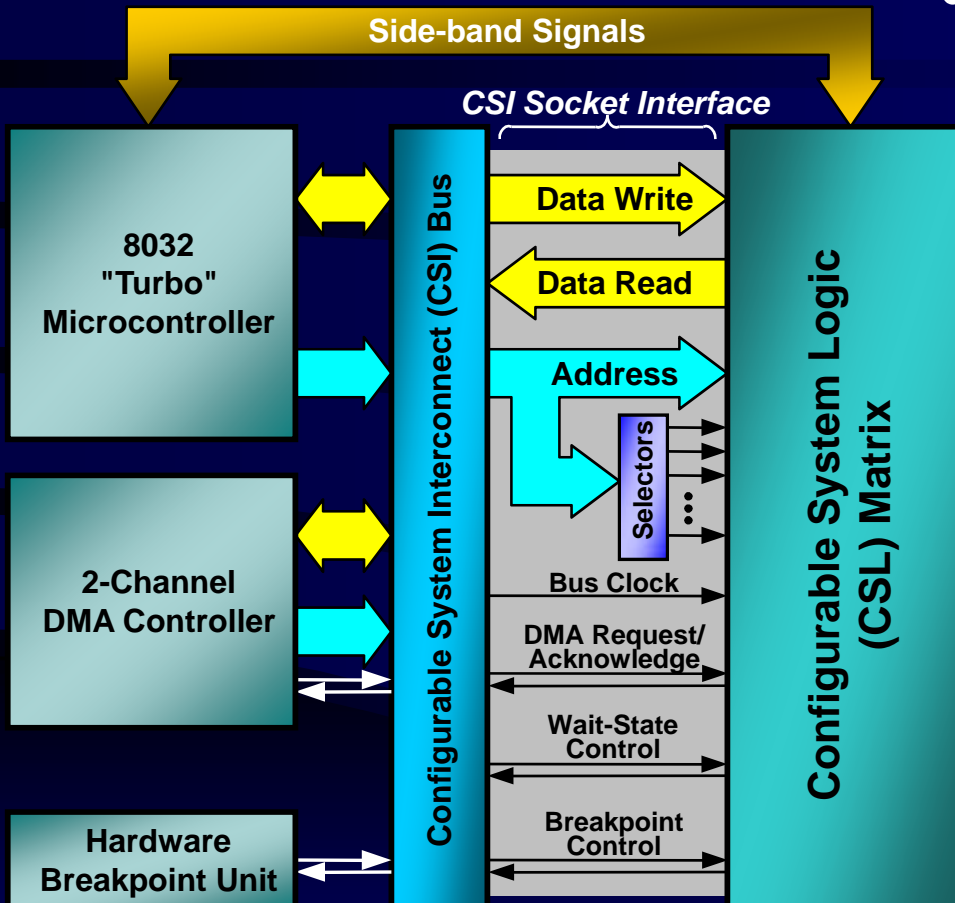 Side-band Signals
CSI Socket Interface
8032
"Turbo"
Microcontroller
2-Channel
DMA Controller
Hardware
Breakpoint Unit
Configurable System Interconnect (CSI) Bus
Data Write
Data Read
Address
Selectors
Bus Clock
DMA Request/
Acknowledge
Wait-State
Control
Breakpoint
Control
Configurable System Logic
(CSL) Matrix